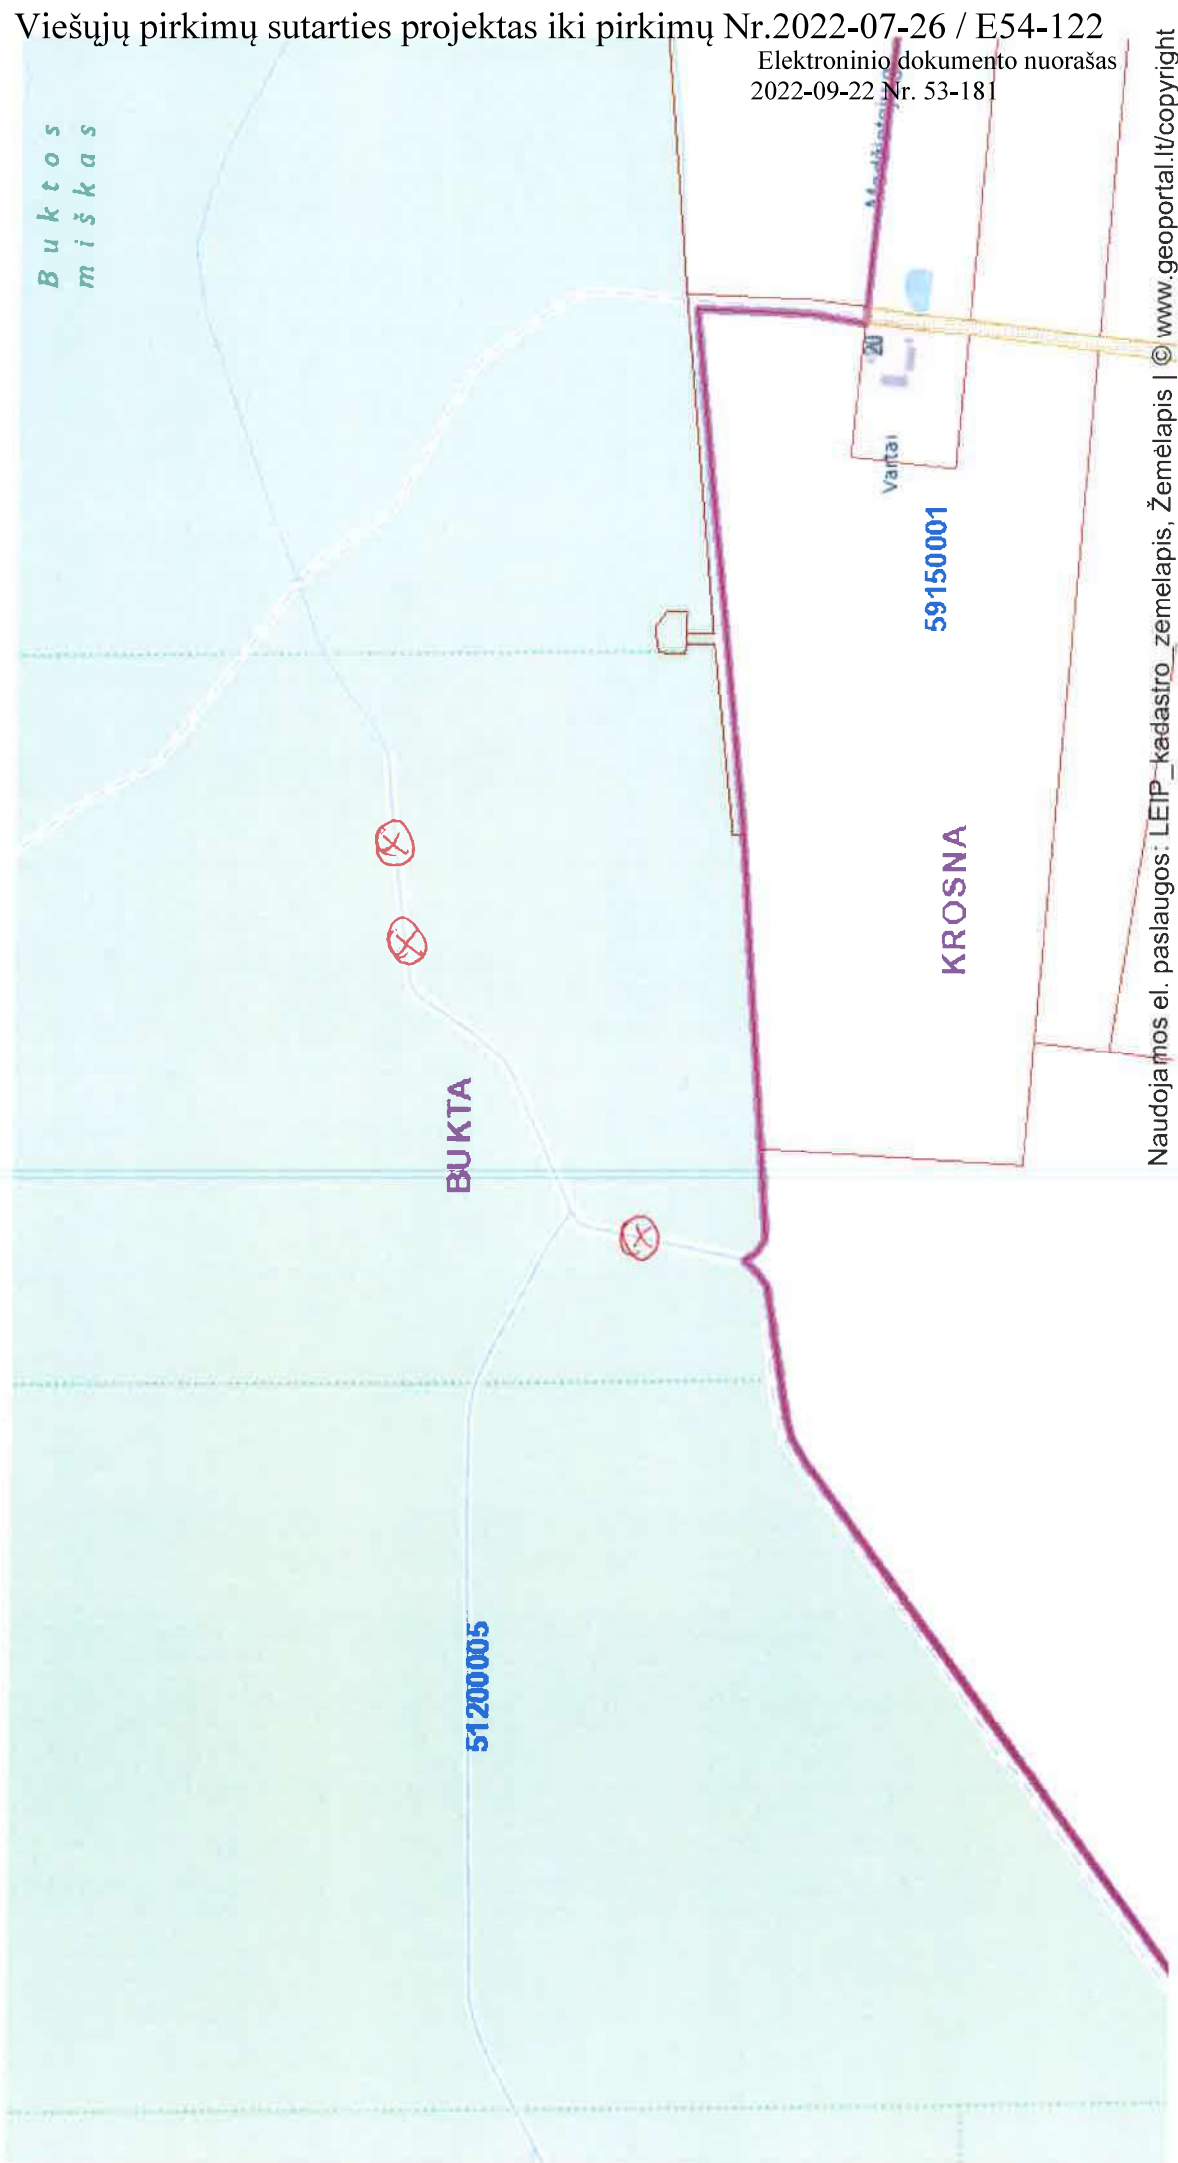 Viešųjų pirkimų sutarties projektas iki pirkimų Nr.2022-07-26 / E54-122
Elektroninio dokumento nuorašas
2022-09-22 Nr. 53-181
Buktos
miškas
20
Vartai
59150001
KROSNA
BUKTA
51200005
Naudojamos el. paslaugos: LEIP_kadastro_zemelapis, Žemėlapis | © www.geoportal.lt/copyright